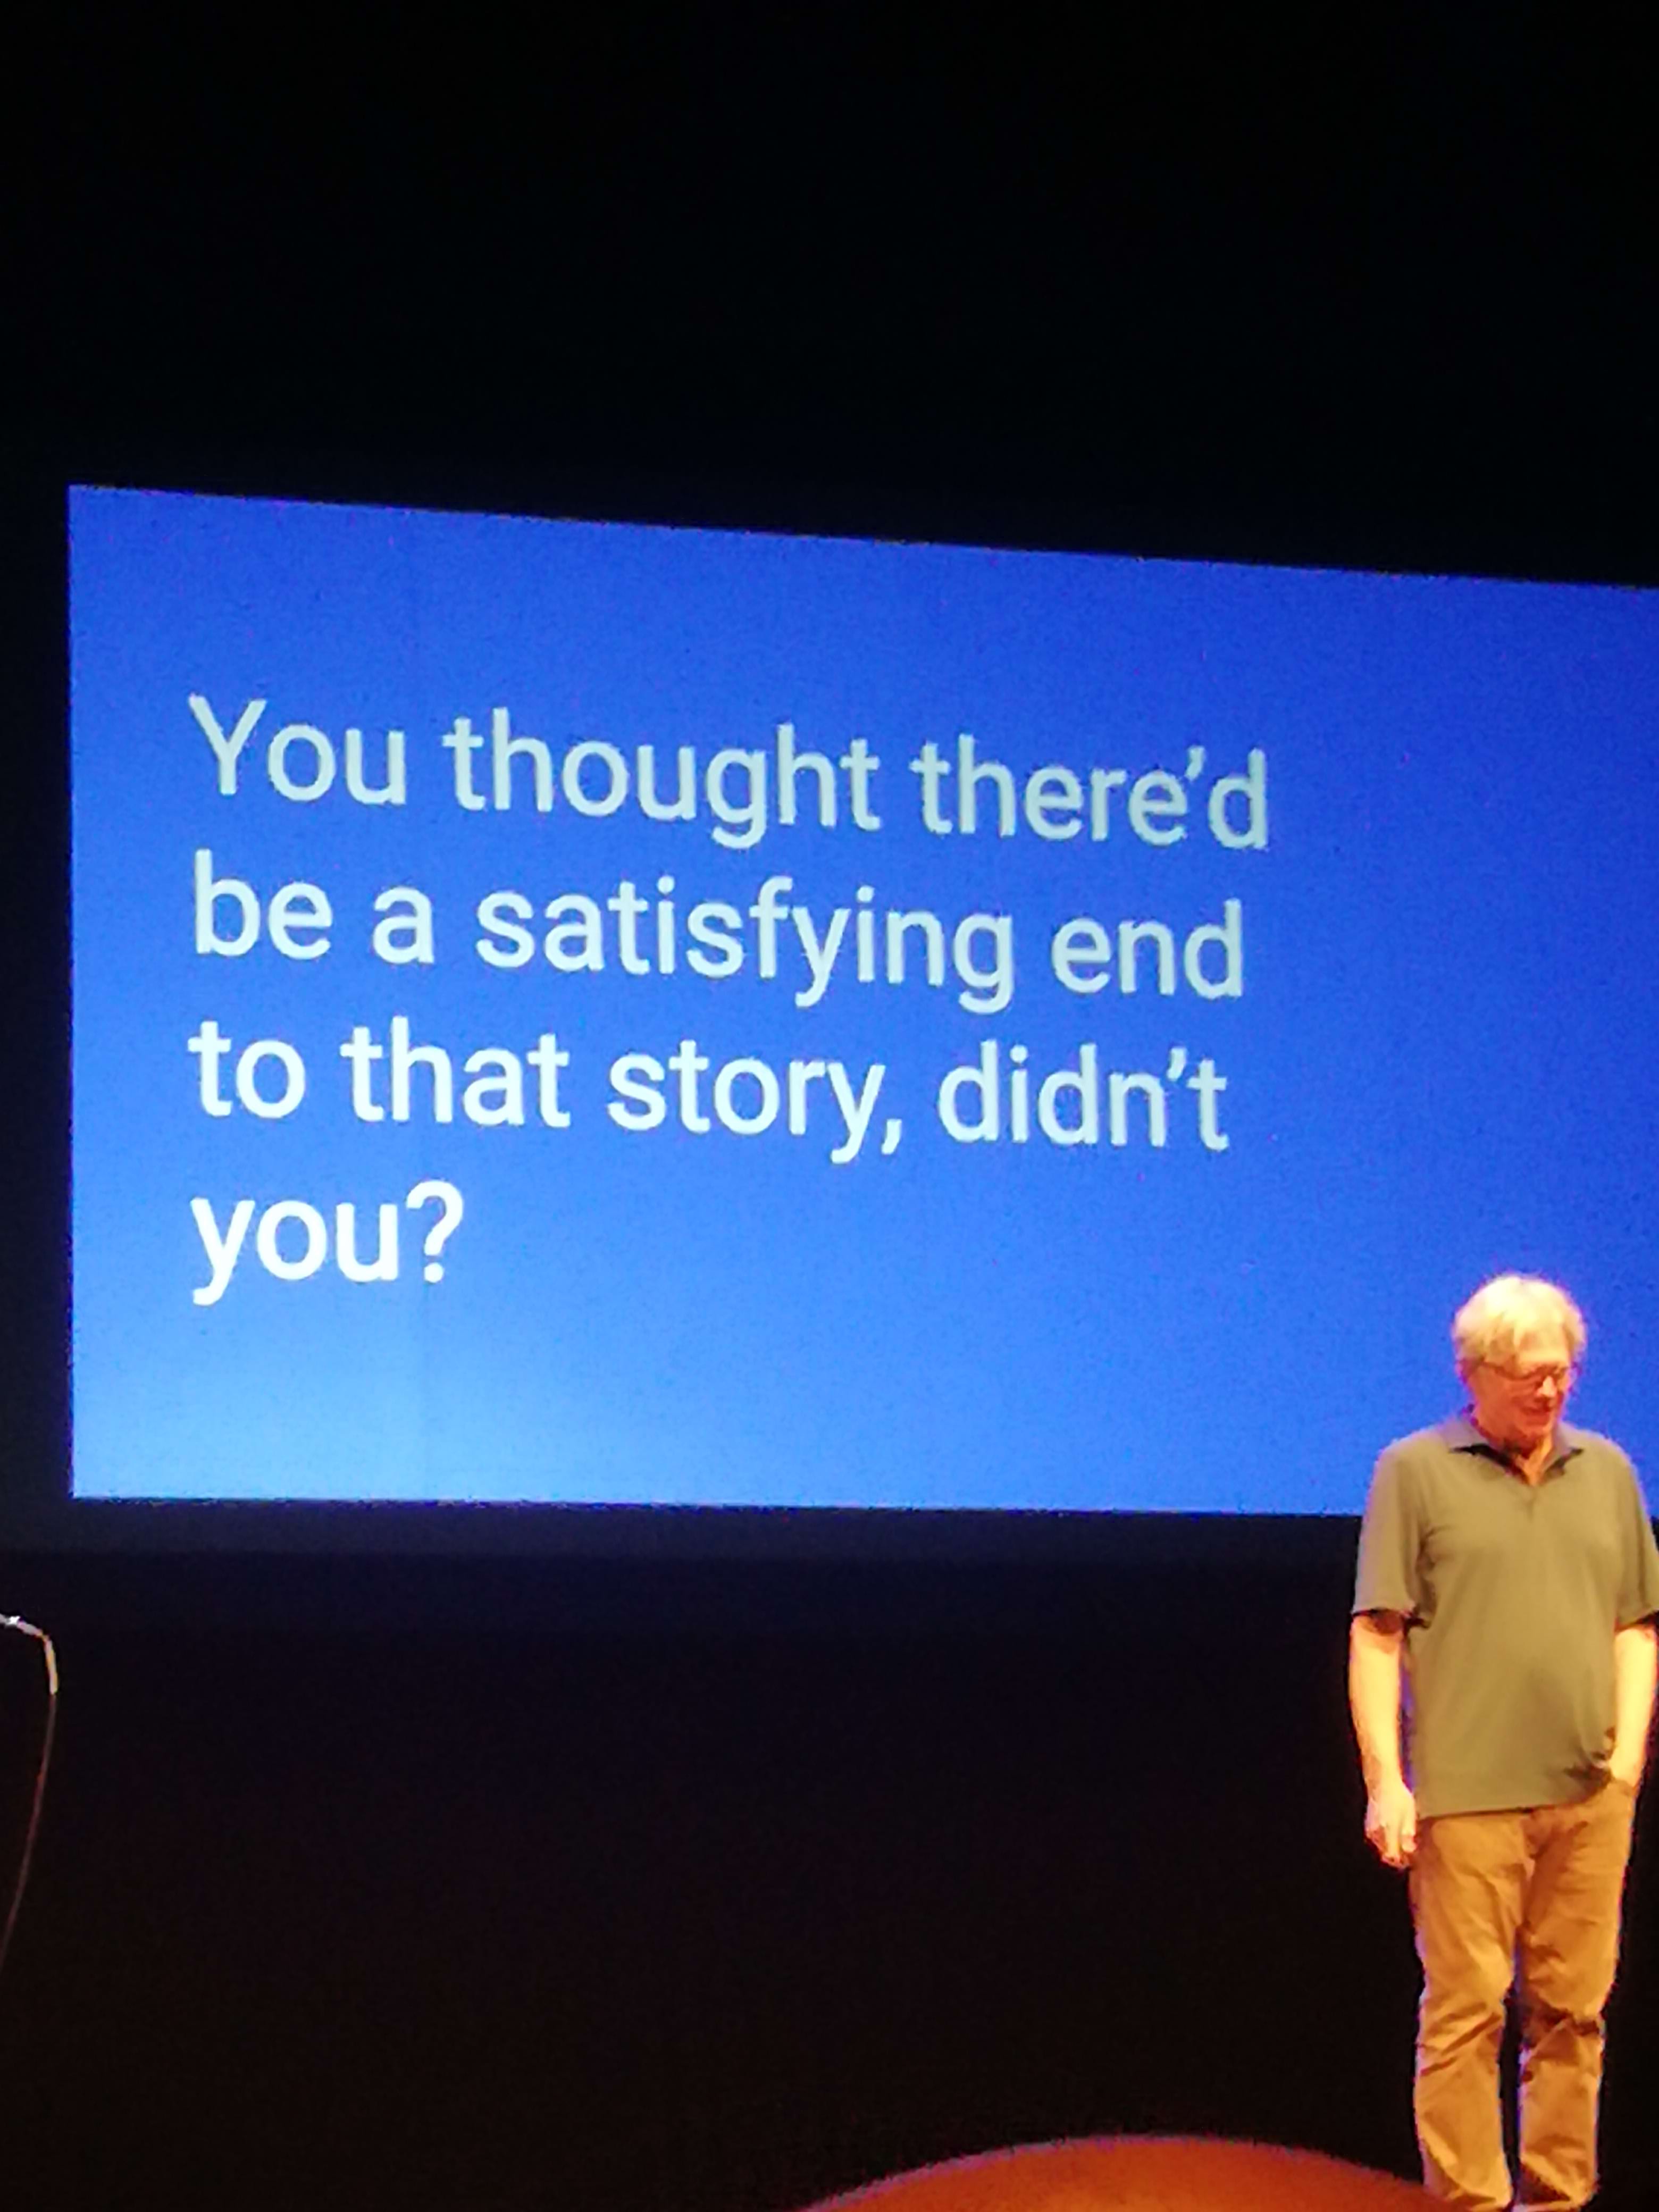 You thought there’d
be a satisfying end
to that story, didn’t
you?